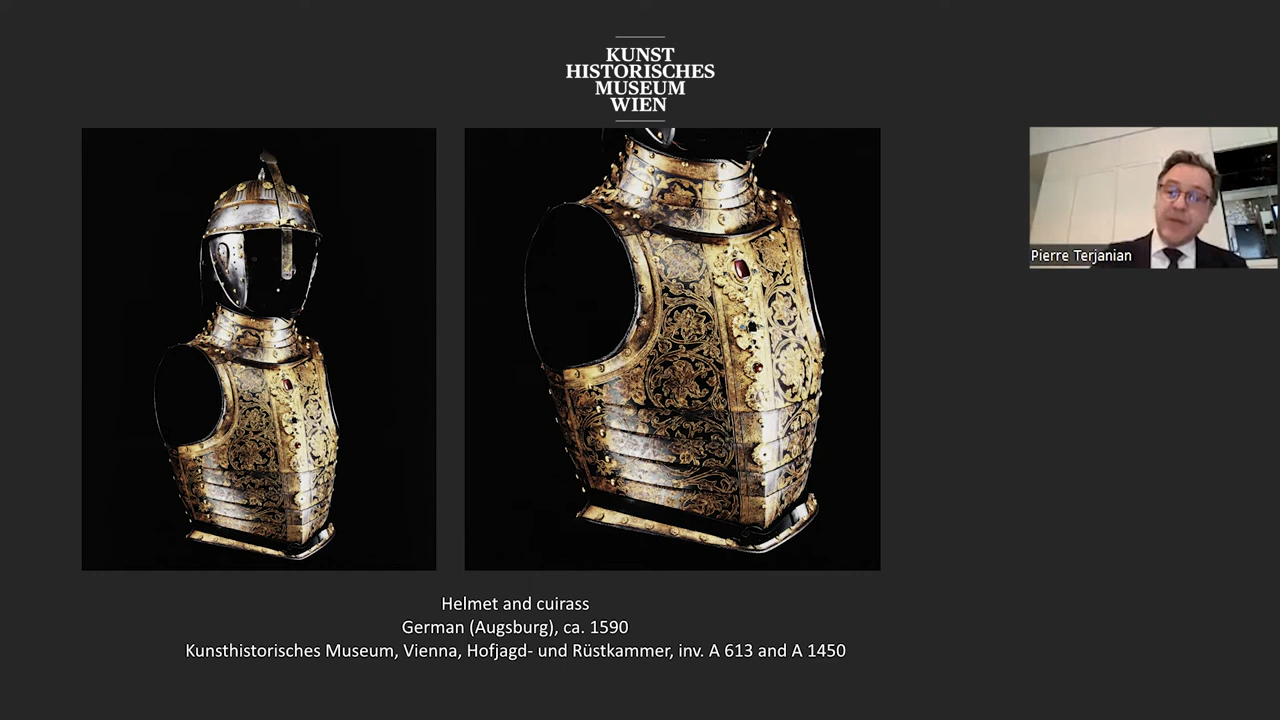 KUNST
HISTORISCHES
MUSEUM
WIEN
Pierre Terjanian
Helmet and cuirass
German (Augsburg), ca. 1590
Kunsthistorisches Museum, Vienna, Hofjagd- und Rüstkammer, inv. A 613 and A 1450